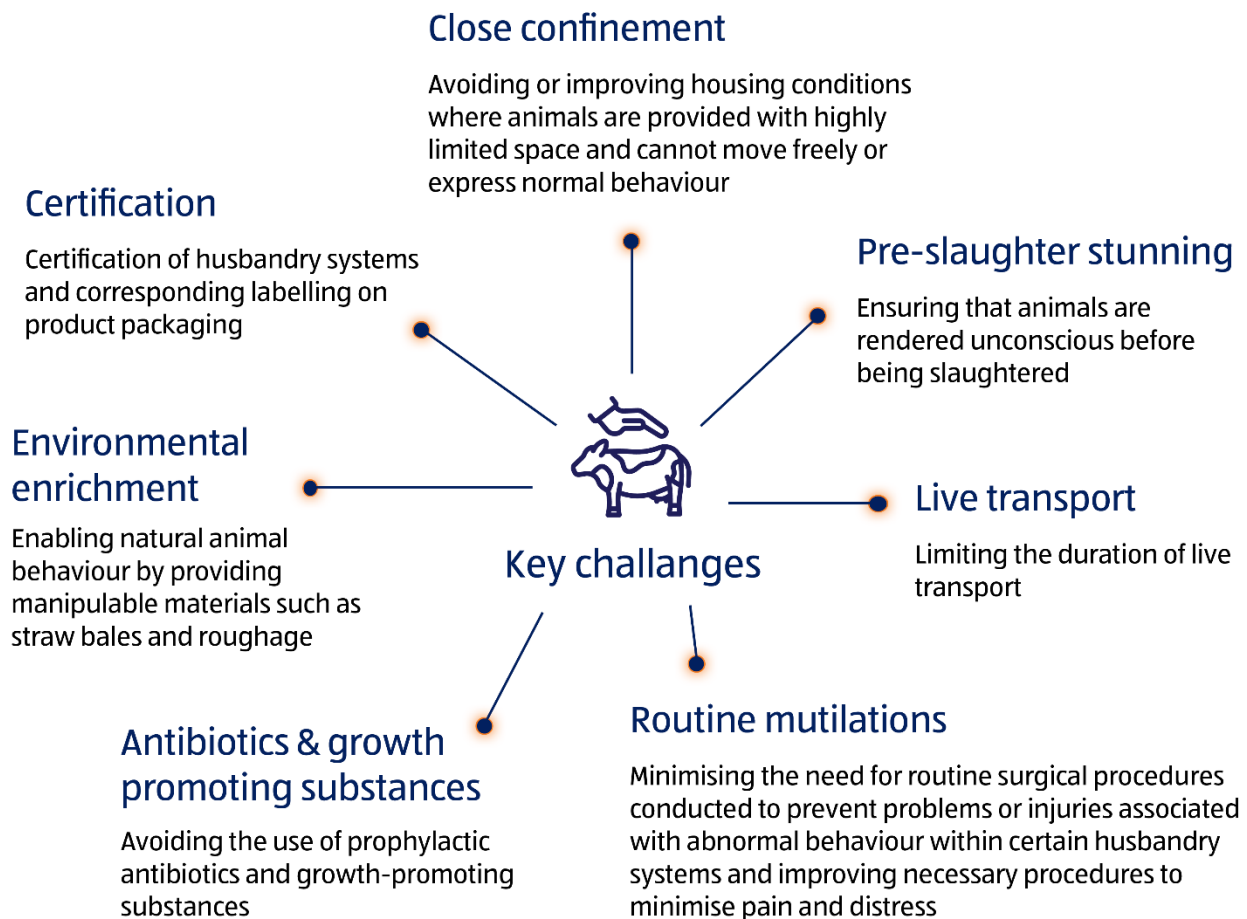 Close confinement
Avoiding or improving housing conditions
where animals are provided with highly
limited space and cannot move freely or
express normal behaviour
Certification
Certification of husbandry systems
and corresponding labelling on
product packaging
Pre-slaughter stunning
Ensuring that animals are
rendered unconscious before
being slaughtered
Environmental
enrichment
Enabling natural animal
behaviour by providing
manipulable materials such as
straw bales and roughage
Live transport
Limiting the duration of live
transport
Key challanges
Antibiotics & growth
promoting substances
Avoiding the use of prophylactic
antibiotics and growth-promoting
substances
Routine mutilations
Minimising the need for routine surgical procedures
conducted to prevent problems or injuries associated
with abnormal behaviour within certain husbandry
systems and improving necessary procedures to
minimise pain and distress